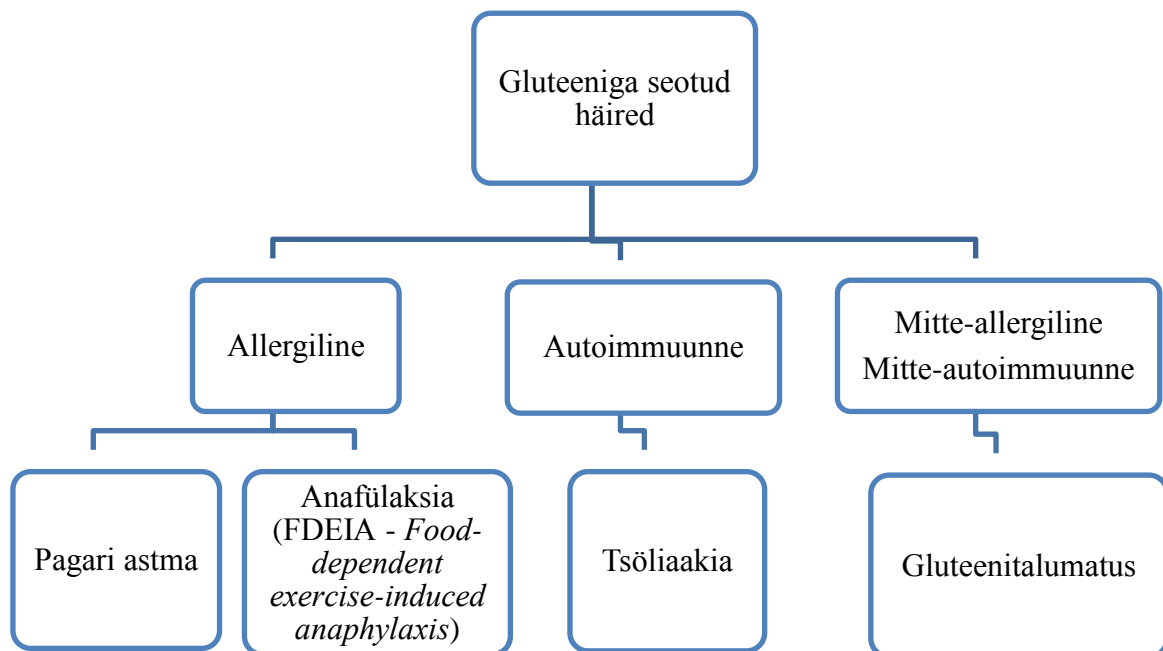 Gluteeniga seotud
häired
Allergiline
Autoimmuunne
Mitte-allergiline
Mitte-autoimmuunne
Pagari astma
Anafülaksia
(FDEIA - Food-
dependent
exercise-induced
anaphylaxis)
Tsöliaakia
Gluteenitalumatus